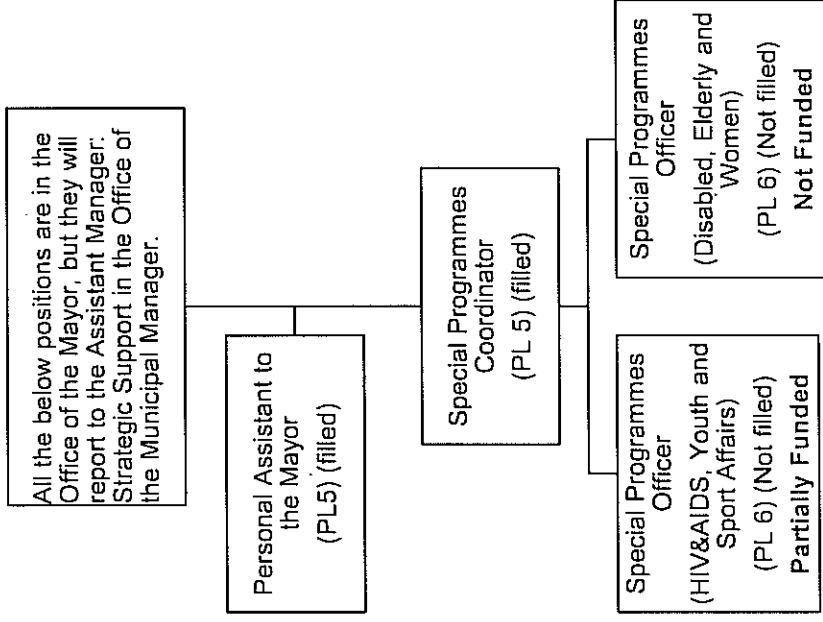 All the below positions are in the
Office of the Mayor, but they will
report to the Assistant Manager:
Strategic Support in the Office of
the Municipal Manager.
Personal Assistant to
the Mayor
(PL5) (filled)
Special Programmes
Coordinator
(PL 5) (filled)
Special Programmes
Officer
(HIV&AIDS, Youth and
Sport Affairs)
(PL 6) (Not filled)
Partially Funded
Special Programmes
Officer
(Disabled, Elderly and
Women)
(PL 6) (Not filled)
Not Funded